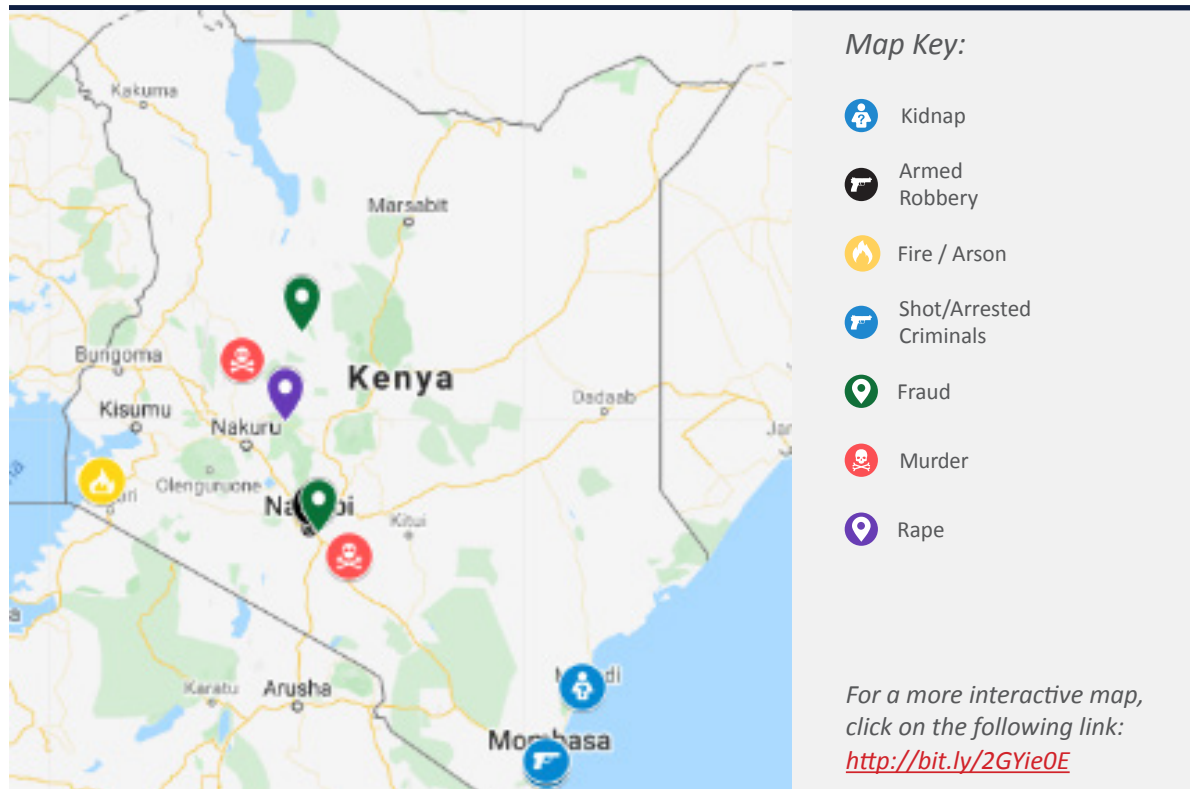 Map Key:
Kidnap
Armed
Robbery
Fire / Arson
Shot/Arrested
Criminals
Fraud
Murder
Rape
For a more interactive map,
click on the following link:
http://bit.ly/2GYie0E
Kakuma
Marsabit
Bungoma
Kenya
Kisumu
Dadaab
Nakuru
Olenguruone
Kitui
Karatu
Arusha